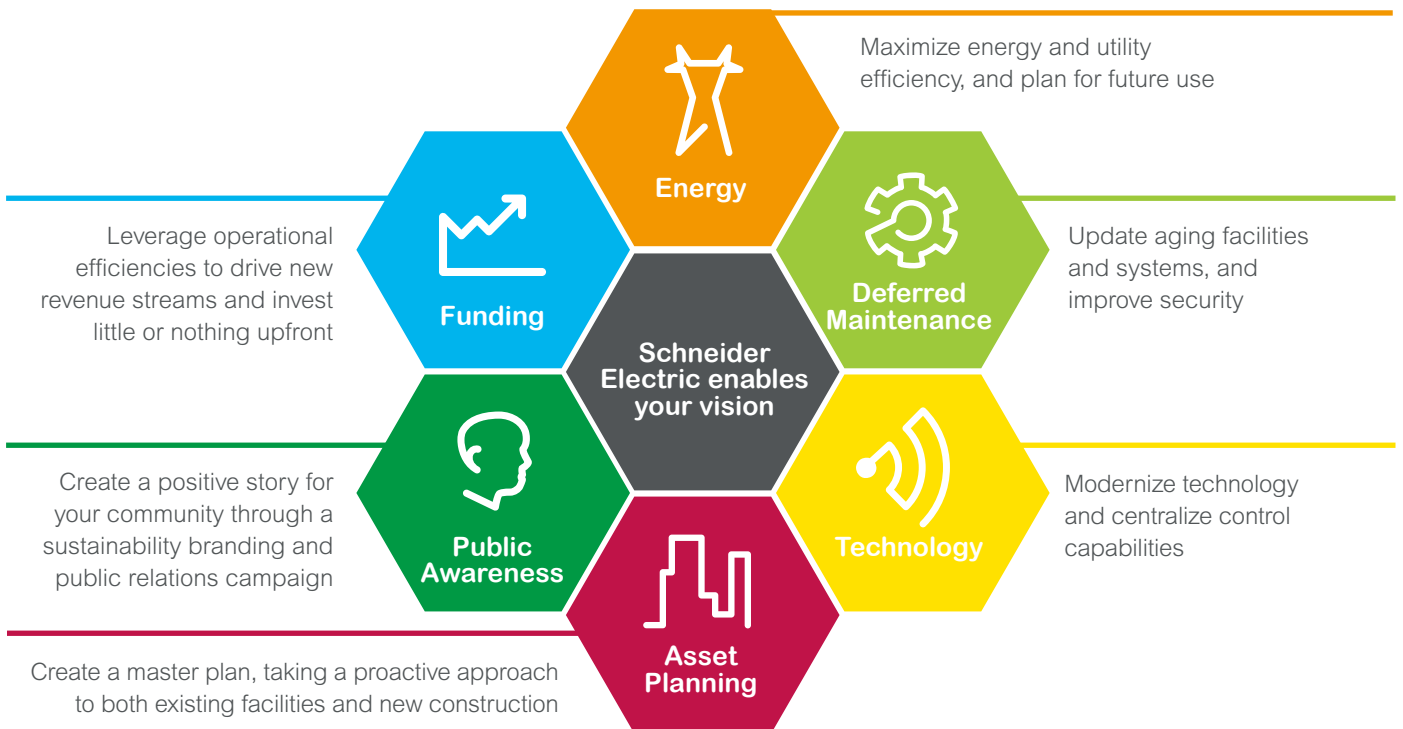 Maximize energy and utility
efficiency, and plan for future use
Energy
Leverage operational
efficiencies to drive new
revenue streams and invest
little or nothing upfront
Funding
Deferred
Maintenance
Update aging facilities
and systems, and
improve security
Schneider
Electric enables
your vision
Create a positive story for
your community through a
sustainability branding and
public relations campaign
Public
Awareness
Technology
Modernize technology
and centralize control
capabilities
Asset
Planning
Create a master plan, taking a proactive approach
to both existing facilities and new construction